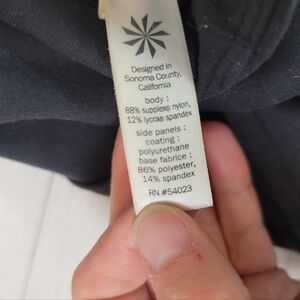 Designed in
Sonoma County,
California
body :
88% supplex® nylon,
12% lycra® spandex
side panels :
coating :
polyurethane
base fabric :
86% polyester,
14% spandex
RN #54023